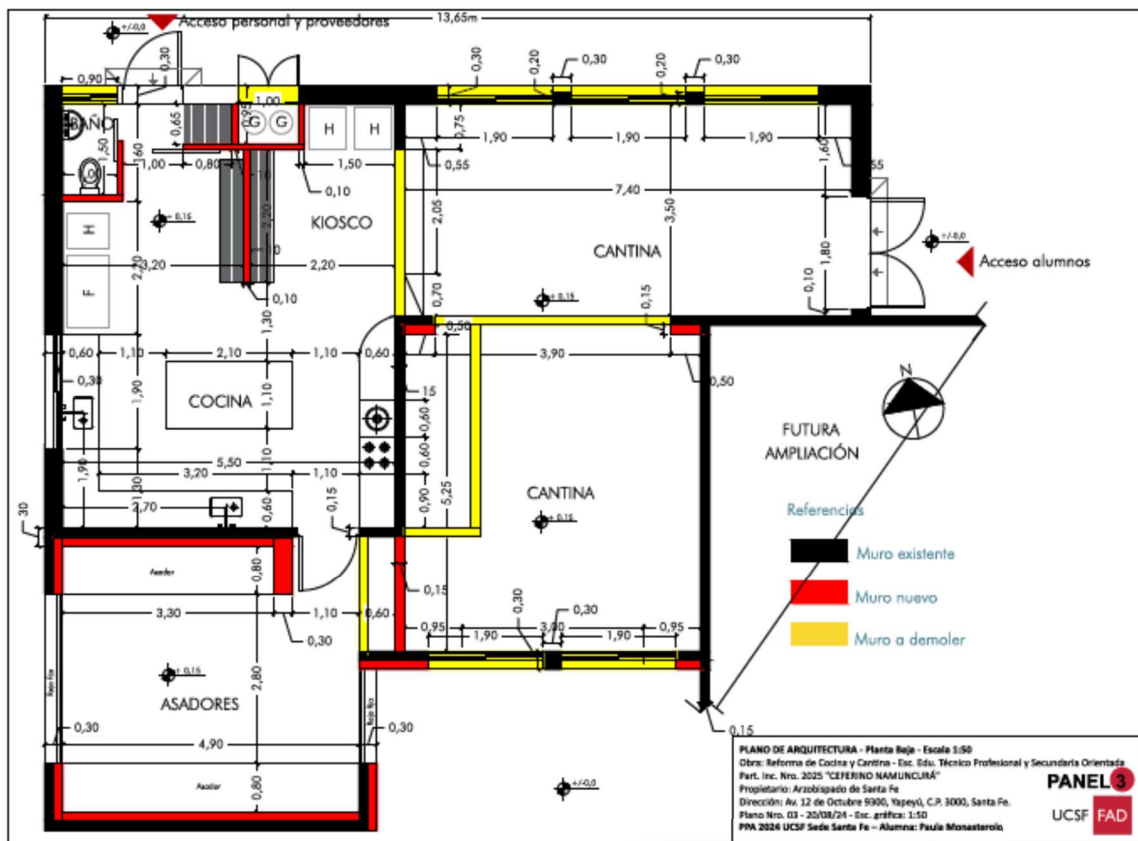 13,65m
Acceso personal y proveedores
+/-0,0
0,30
0,90
0,30
0,20
0,30
0,20
0,30
1,00
BAÑO
0,65
0,95
G G
H H
0,75
1,90
1,90
1,90
1,50
0,55
1,60
1,00
0,80
1,50
0,10
7,40
+ 0,15
KIOSCO
2,20
2,05
3,50
CANTINA
+/-0,0
Acceso alumnos
1,80
H
F
3,20
2,20
2,20
0,10
0,10
0,70
+ 0,15
0,15
1,30
0,50
3,90
0,50
0,60
1,10
2,10
1,10
0,60
0,30
1,90
COCINA
1,10
0,60
0,60
N
FUTURA
AMPLIACIÓN
5,50
1,90
3,20
1,10
1,10
0,90
5,25
CANTINA
+ 0,15
2,70
1,30
0,60
0,15
Referencias
Muro existente
Muro nuevo
Muro a demoler
Asador
0,80
3,30
1,10
0,60
0,30
0,15
0,30
0,30
0,95
3,00
0,95
1,90
1,90
+ 0,15
2,80
ASADORES
0,30
0,30
4,90
0,15
Asador
0,80
+/-0,0
PLANO DE ARQUITECTURA - Planta Baja - Escala 1:50
Obra: Reforma de Cocina y Cantina - Esc. Edu. Técnico Profesional y Secundaria Orientada
Part. Inc. Nro. 2025 "CEFERINO NAMUNCURÁ"
Propietario: Arzobispado de Santa Fe
Dirección: Av. 12 de Octubre 9300, Yapeyú, C.P. 3000, Santa Fe.
Plano Nro. 03 - 20/08/24 - Esc. gráfica: 1:50
PPA 2024 UCSF Sede Santa Fe – Alumna: Paula Monasterolo
PANEL 3
UCSF FAD